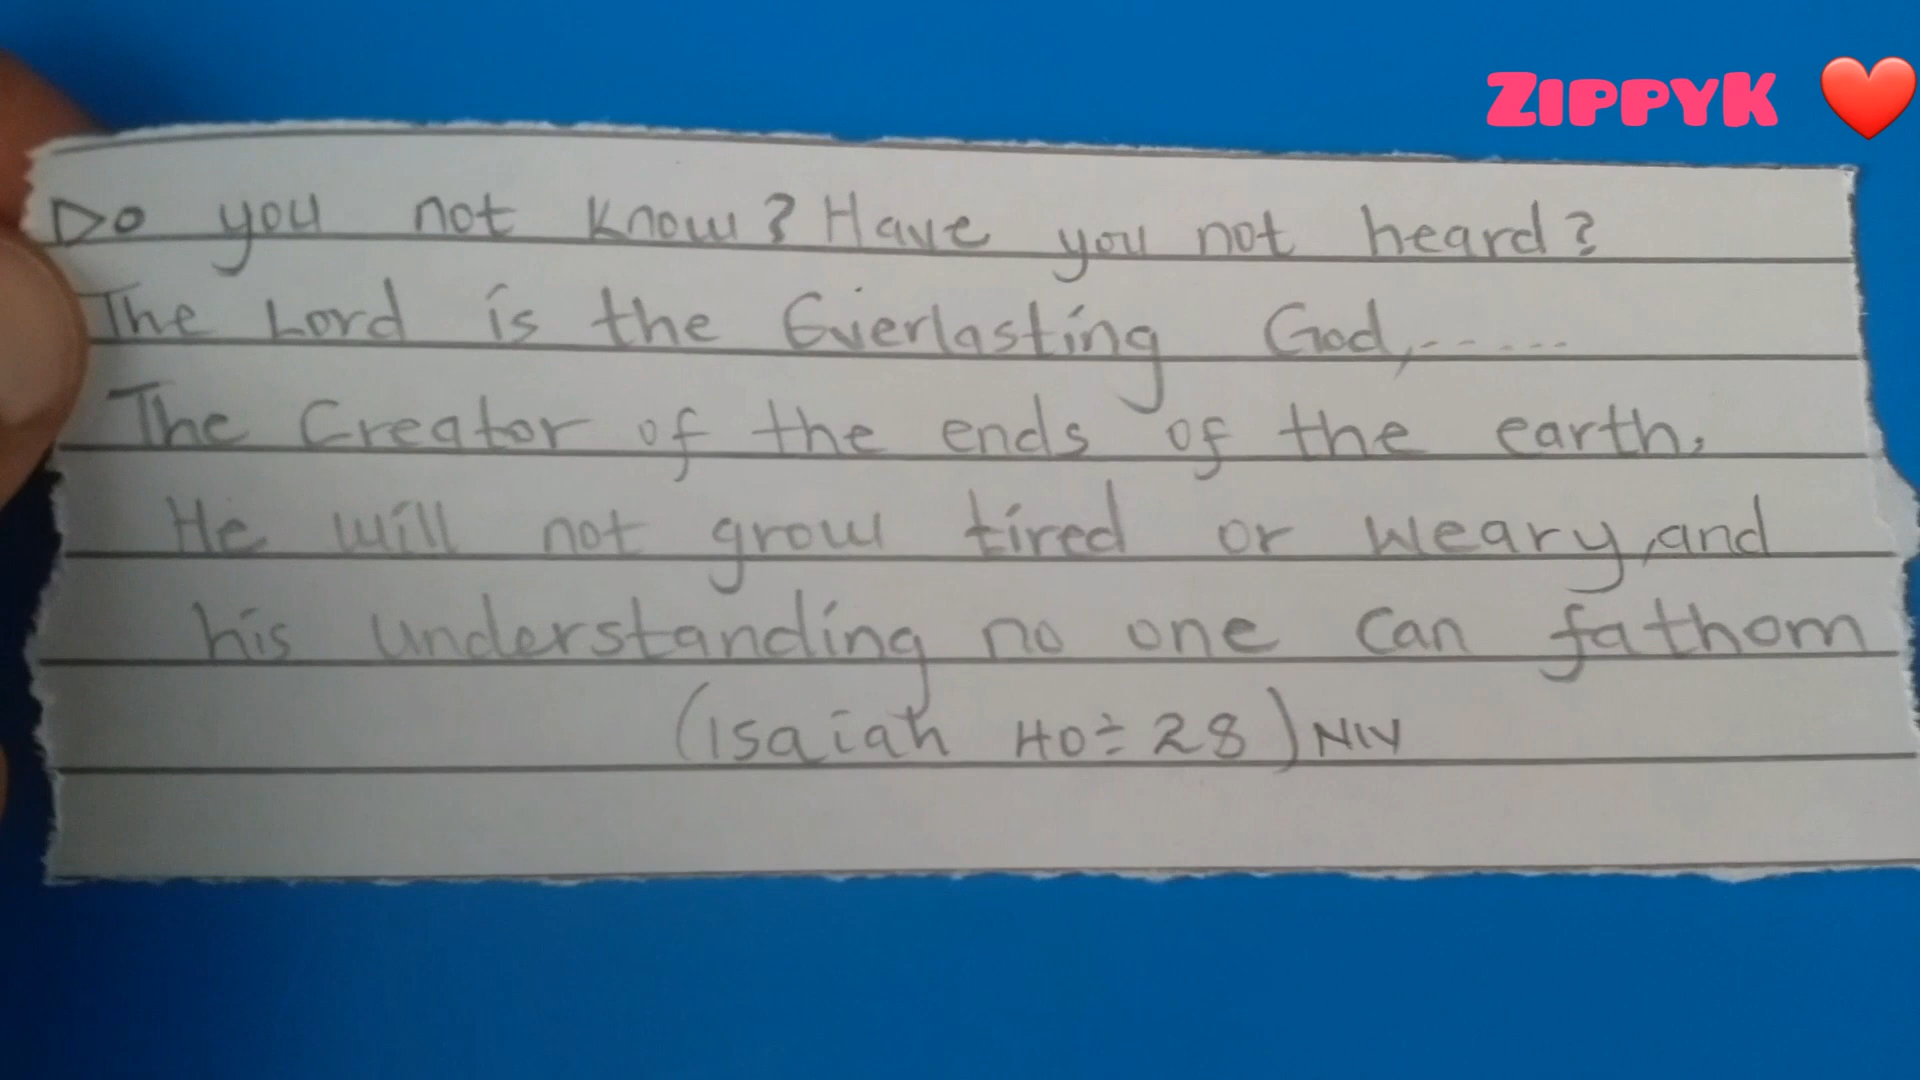 ZIPPYK ❤️
Do you not know? Have you not heard?
The Lord is the Everlasting God,......
The Creator of the ends of the earth,
He will not grow tired or weary, and
his understanding no one can fathom
(Isaiah 40:28) NIV